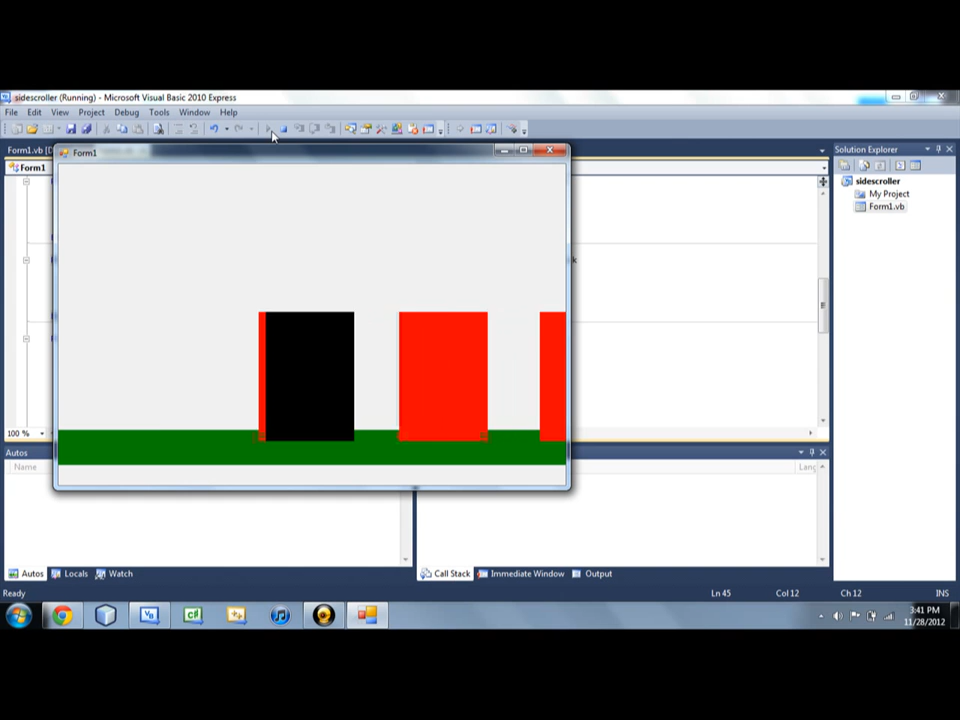 sidescroller (Running) - Microsoft Visual Basic 2010 Express
File Edit View Project Debug Tools Window Help
Form1.vb [D
Solution Explorer
Form1
Form1
sidescroller
My Project
Form1.vb
k
100 %
Autos
Name
Lang
Autos Locals Watch
Call Stack Immediate Window Output
Ready
Ln 45 Col 12 Ch 12 INS
VB C#
3:41 PM
11/28/2012